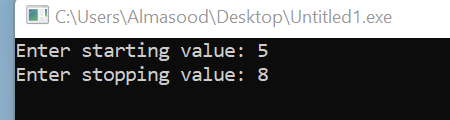 C:\Users\Almasood\Desktop\Untitled1.exe
Enter starting value: 5
Enter stopping value: 8